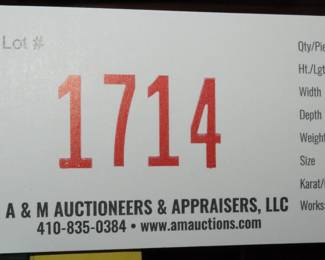 Lot #
1714
A & M AUCTIONEERS & APPRAISERS, LLC
410-835-0384 • www.amauctions.com
Qty/Pie
Ht./Lgt
Width
Depth
Weight
Size
Karat/
Works